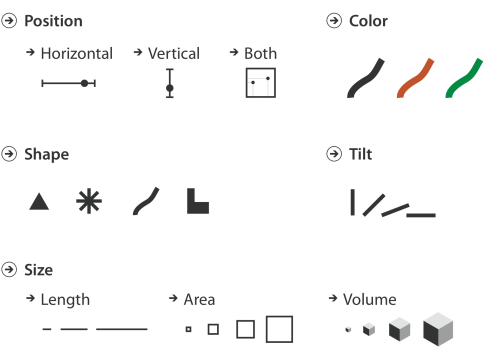 Position
Horizontal
Vertical
Both
Color
Shape
Tilt
Size
Length
Area
Volume